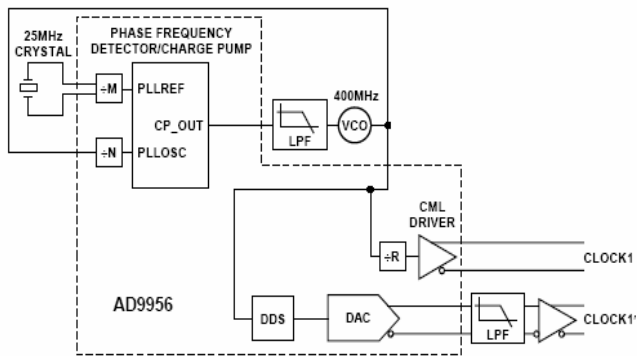 25MHz
CRYSTAL
PHASE FREQUENCY
DETECTOR/CHARGE PUMP
÷M
PLLREF
CP_OUT
÷N
PLLOSC
LPF
400MHz
VCO
CML
DRIVER
÷R
CLOCK1
AD9956
DDS
DAC
LPF
CLOCK1'